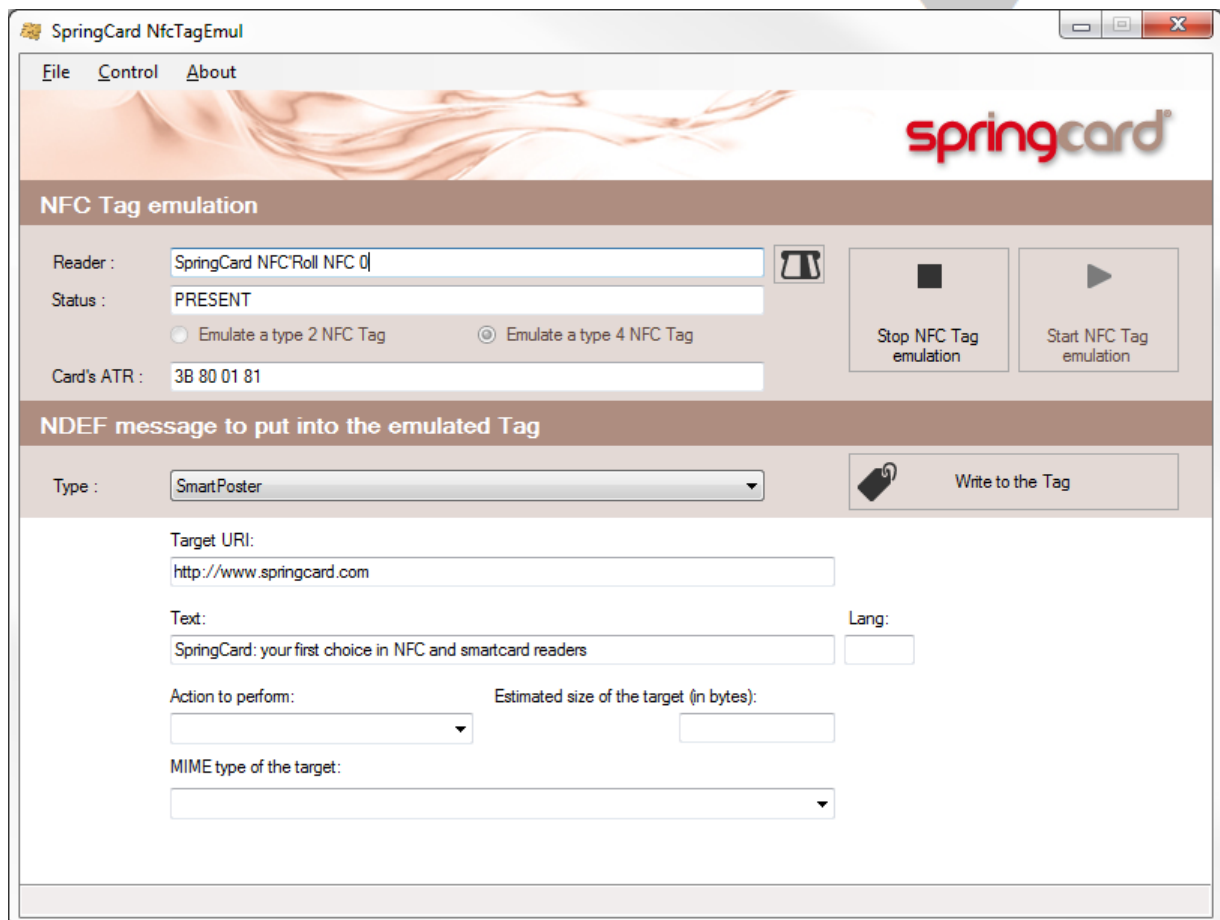 SpringCard NfcTagEmul
File Control About
springcard
NFC Tag emulation
Reader : SpringCard NFC'Roll NFC 0
Status : PRESENT
Emulate a type 2 NFC Tag Emulate a type 4 NFC Tag
Stop NFC Tag
emulation
Start NFC Tag
emulation
Card's ATR : 3B 80 01 81
NDEF message to put into the emulated Tag
Type : SmartPoster
Write to the Tag
Target URI:
http://www.springcard.com
Text: Lang:
SpringCard: your first choice in NFC and smartcard readers
Action to perform: Estimated size of the target (in bytes):
MIME type of the target: